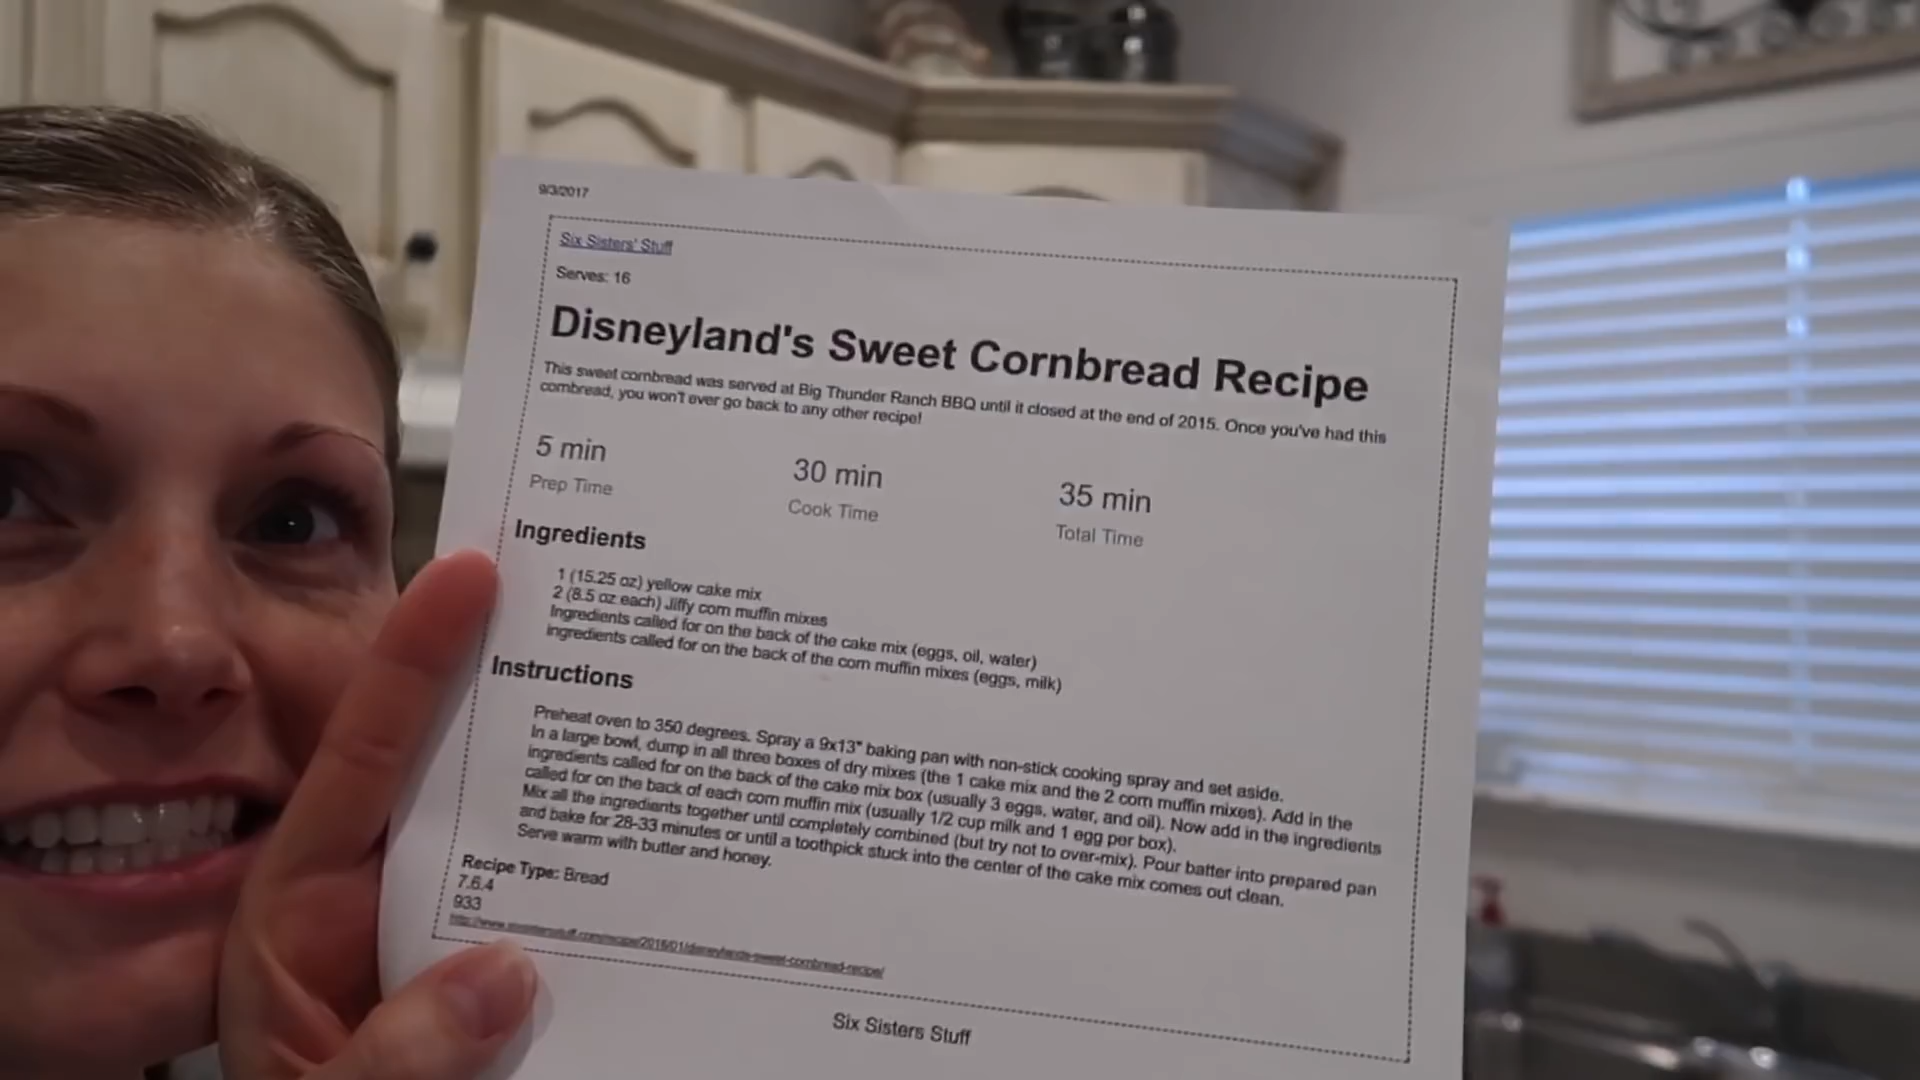 9/3/2017
Six Sisters' Stuff
Serves: 16
Disneyland's Sweet Cornbread Recipe
This sweet cornbread was served at Big Thunder Ranch BBQ until it closed at the end of 2015. Once you've had this
cornbread, you won't ever go back to any other recipe!
5 min
30 min
35 min
Prep Time
Cook Time
Total Time
Ingredients
1 (15.25 oz) yellow cake mix
2 (8.5 oz each) Jiffy corn muffin mixes
Ingredients called for on the back of the cake mix (eggs, oil, water)
ingredients called for on the back of the corn muffin mixes (eggs, milk)
Instructions
Preheat oven to 350 degrees. Spray a 9x13" baking pan with non-stick cooking spray and set aside.
In a large bowl, dump in all three boxes of dry mixes (the 1 cake mix and the 2 corn muffin mixes). Add in the
ingredients called for on the back of the cake mix box (usually 3 eggs, water, and oil). Now add in the ingredients
called for on the back of each corn muffin mix (usually 1/2 cup milk and 1 egg per box).
Mix all the ingredients together until completely combined (but try not to over-mix). Pour batter into prepared pan
and bake for 28-33 minutes or until a toothpick stuck into the center of the cake mix comes out clean.
Serve warm with butter and honey.
Recipe Type: Bread
7.6.4
933
http://www.sixsistersstuff.com/recipe/2016/01/disneylands-sweet-cornbread-recipe/
Six Sisters Stuff